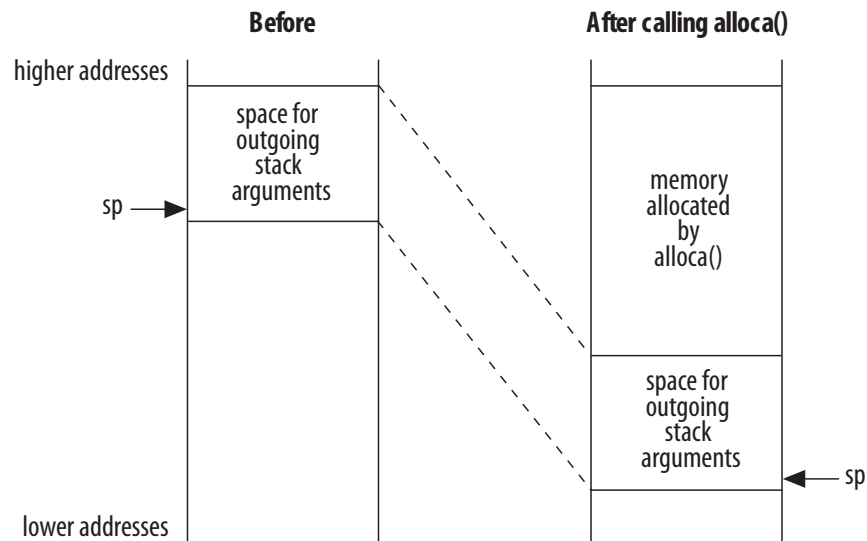 Before
After calling alloca()
higher addresses
space for
outgoing
stack
arguments
sp
memory
allocated
by
alloca()
space for
outgoing
stack
arguments
sp
lower addresses